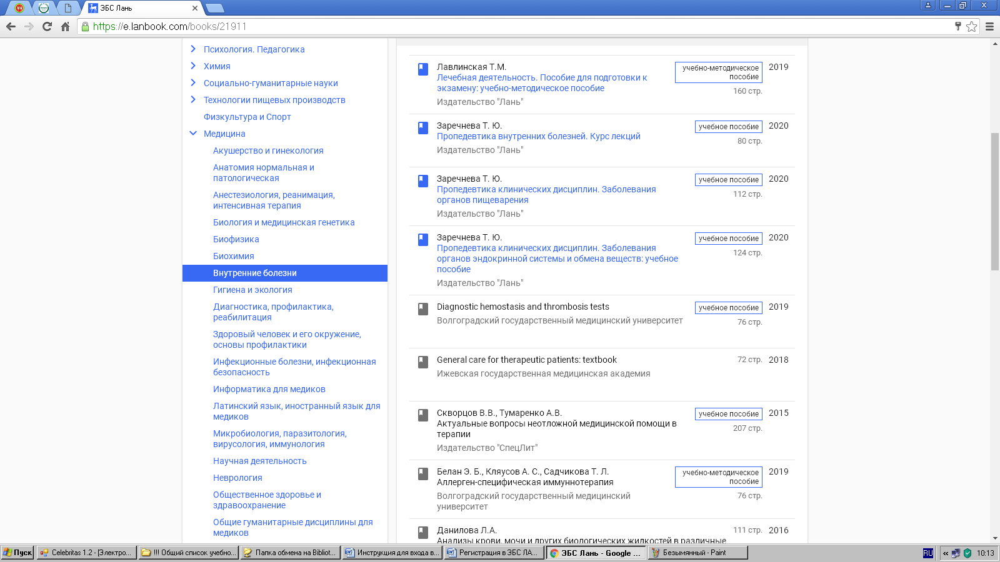 ЭБС Лань
https://e.lanbook.com/books/21911
Психология. Педагогика
Химия
Социально-гуманитарные науки
Технологии пищевых производств
Физкультура и Спорт
Медицина
Акушерство и гинекология
Анатомия нормальная и
патологическая
Анестезиология, реанимация,
интенсивная терапия
Биология и медицинская генетика
Биофизика
Биохимия
Внутренние болезни
Гигиена и экология
Диагностика, профилактика,
реабилитация
Здоровый человек и его окружение,
основы профилактики
Инфекционные болезни, инфекционная
безопасность
Информатика для медиков
Латинский язык, иностранный язык для
медиков
Микробиология, паразитология,
вирусология, иммунология
Научная деятельность
Неврология
Общественное здоровье и
здравоохранение
Общие гуманитарные дисциплины для
медиков
Лавлинская Т.М.
Лечебная деятельность. Пособие для подготовки к
экзамену: учебно-методическое пособие
Издательство "Лань"
учебно-методическое
пособие
2019
160 стр.
Заречнева Т. Ю.
Пропедевтика внутренних болезней. Курс лекций
Издательство "Лань"
учебное пособие
2020
80 стр.
Заречнева Т. Ю.
Пропедевтика клинических дисциплин. Заболевания
органов пищеварения
Издательство "Лань"
учебное пособие
2020
112 стр.
Заречнева Т. Ю.
Пропедевтика клинических дисциплин. Заболевания
органов эндокринной системы и обмена веществ: учебное
пособие
Издательство "Лань"
учебное пособие
2020
124 стр.
Diagnostic hemostasis and thrombosis tests
Волгоградский государственный медицинский университет
учебное пособие
2019
76 стр.
General care for therapeutic patients: textbook
Ижевская государственная медицинская академия
72 стр. 2018
Скворцов В.В., Тумаренко А.В.
Актуальные вопросы неотложной медицинской помощи в
терапии
Издательство "СпецЛит"
учебное пособие
2015
207 стр.
Белан Э. Б., Кляусов А. С., Садчикова Т. Л.
Аллерген-специфическая иммуннотерапия
Волгоградский государственный медицинский
университет
учебно-методическое
пособие
2019
76 стр.
Данилова Л.А.
Анализы крови, мочи и других биологических жидкостей в различные
111 стр. 2016
Пуск
Celebritas 1.2 - [Электро...
!!! Общий список учебно...
Папка обмена на Bibliot...
Инструкция для входа в...
Регистрация в ЭБС ЛА...
ЭБС Лань - Google ...
Безымянный - Paint
RU
«
10:13